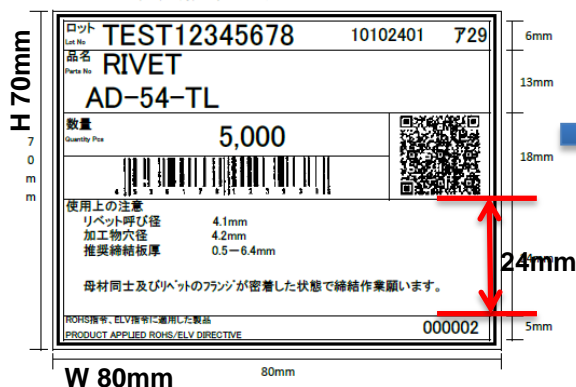 ロット
Lot No
TEST12345678
10102401
ア29
品名
Parts No
RIVET
AD-54-TL
数量
Quantity Pcs
5,000
使用上の注意
リベット呼び径 4.1mm
加工物穴径 4.2mm
推奨締結板厚 0.5-6.4mm
母材同士及びリベットのフランジが密着した状態で締結作業願います。
ROHS指令、ELV指令に適用した製品
PRODUCT APPLIED ROHS/ELV DIRECTIVE
000002
6mm
13mm
18mm
24mm
5mm
H 70mm
70mm
W 80mm
80mm